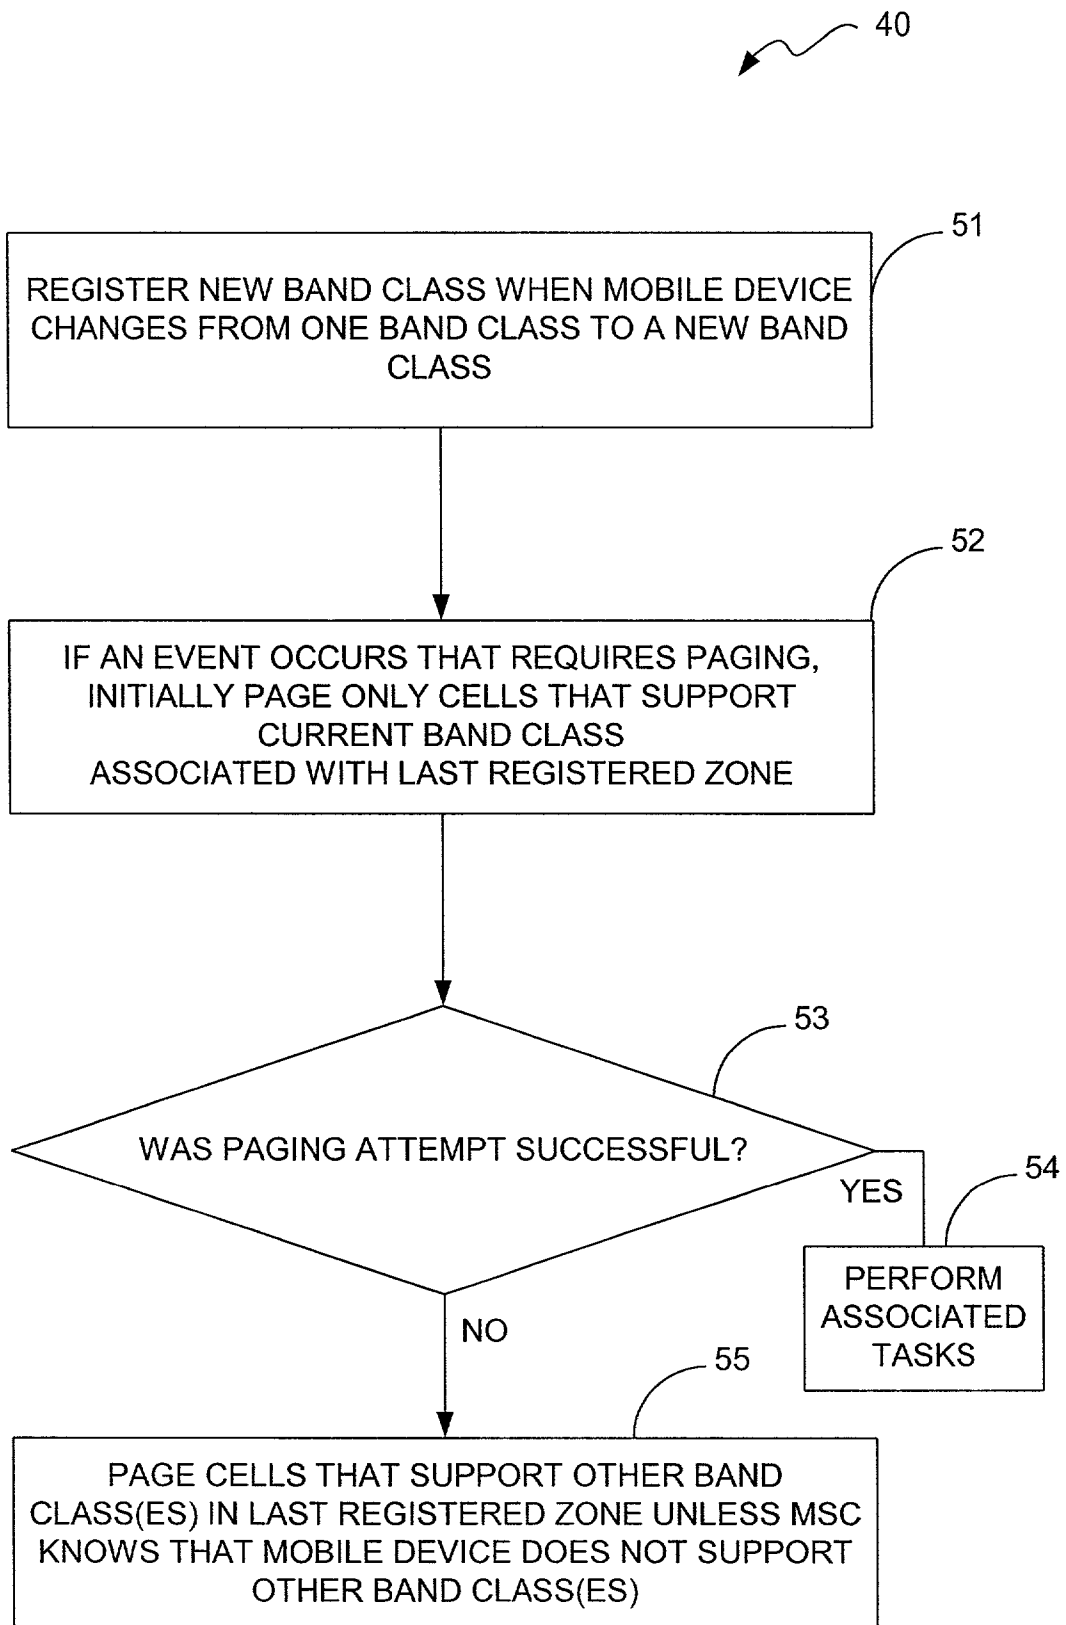 40
51
REGISTER NEW BAND CLASS WHEN MOBILE DEVICE
CHANGES FROM ONE BAND CLASS TO A NEW BAND
CLASS
52
IF AN EVENT OCCURS THAT REQUIRES PAGING,
INITIALLY PAGE ONLY CELLS THAT SUPPORT
CURRENT BAND CLASS
ASSOCIATED WITH LAST REGISTERED ZONE
53
WAS PAGING ATTEMPT SUCCESSFUL?
YES
54
PERFORM
ASSOCIATED
TASKS
NO
55
PAGE CELLS THAT SUPPORT OTHER BAND
CLASS(ES) IN LAST REGISTERED ZONE UNLESS MSC
KNOWS THAT MOBILE DEVICE DOES NOT SUPPORT
OTHER BAND CLASS(ES)